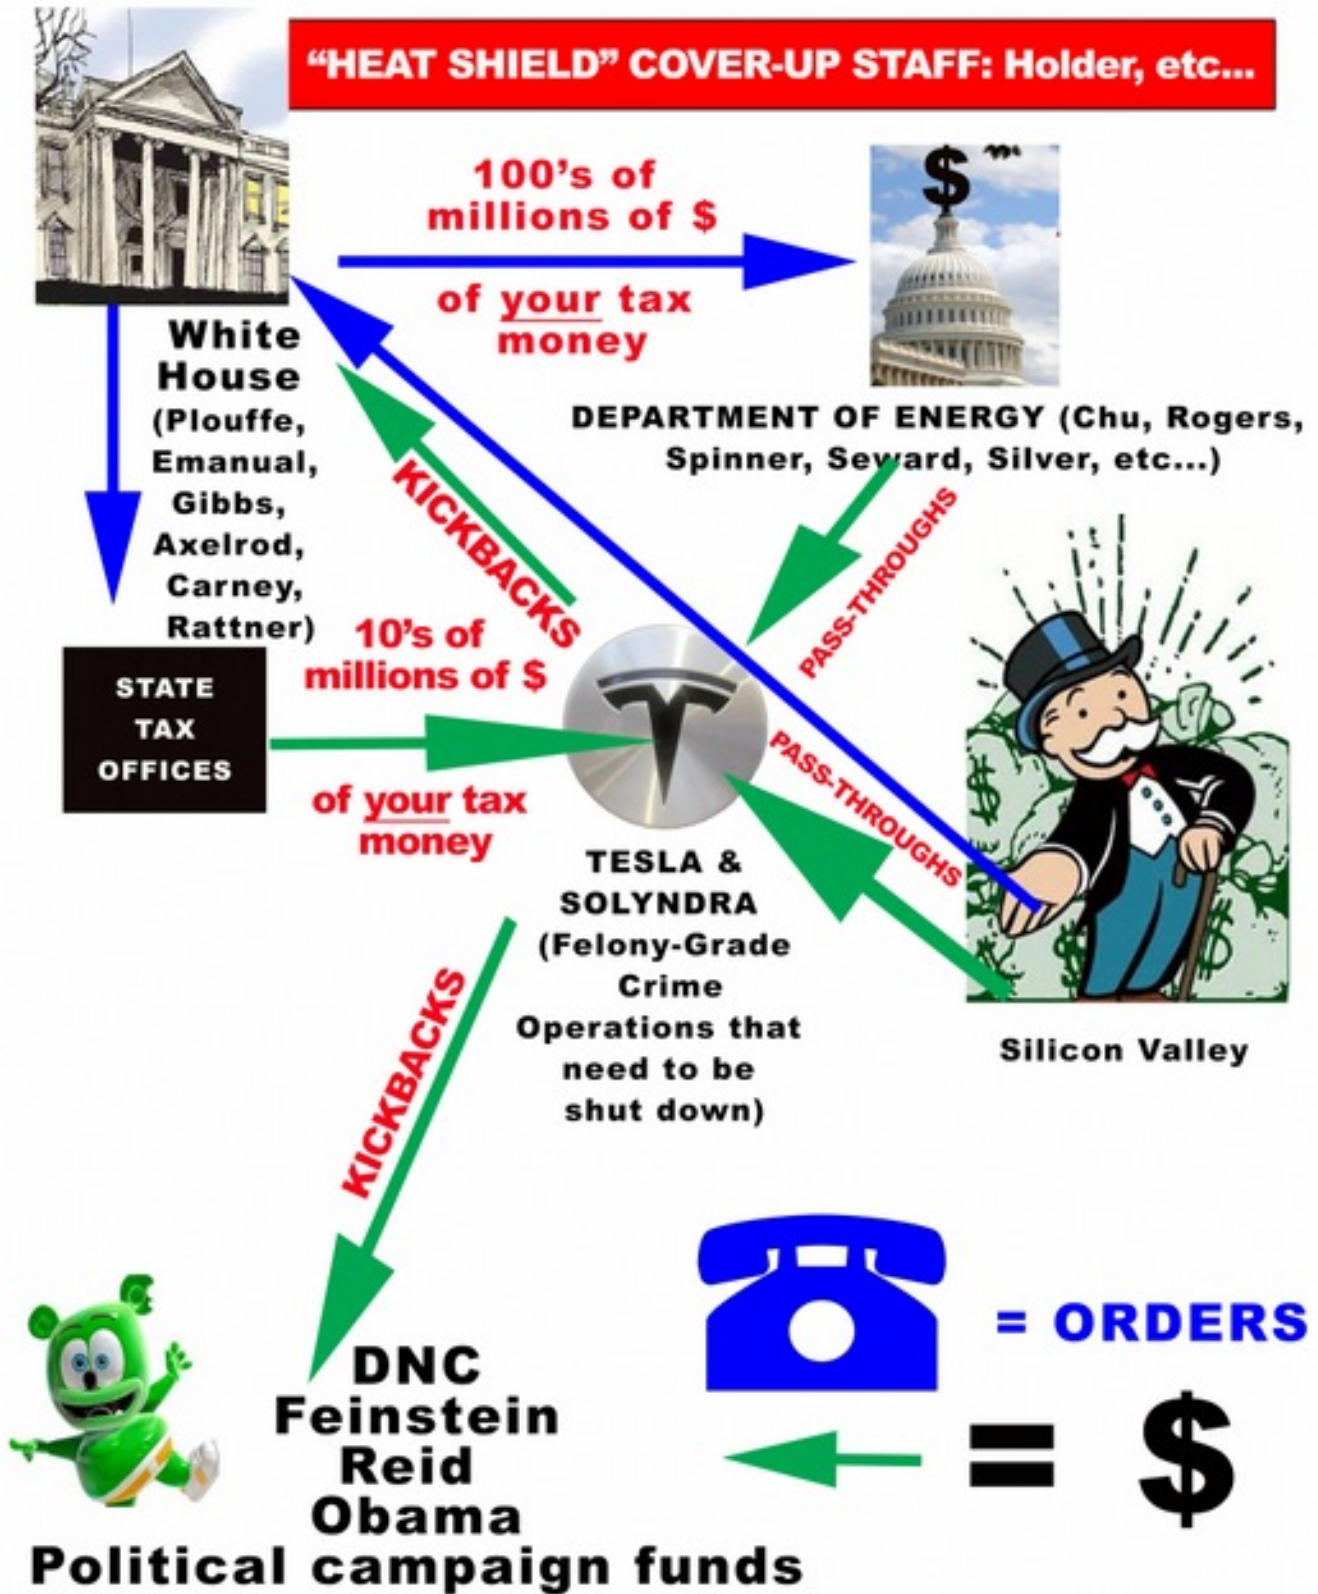 “HEAT SHIELD” COVER-UP STAFF: Holder, etc...
100’s of
millions of $
of your tax
money
$
White
House
(Plouffe,
Emanual,
Gibbs,
Axelrod,
Carney,
Rattner)
DEPARTMENT OF ENERGY (Chu, Rogers,
Spinner, Seward, Silver, etc...)
KICKBACKS
PASS-THROUGHS
STATE
TAX
OFFICES
10’s of
millions of $
of your tax
money
PASS-THROUGHS
TESLA &
SOLYNDRA
(Felony-Grade
Crime
Operations that
need to be
shut down)
$
$
$
Silicon Valley
KICKBACKS
= ORDERS
= $
DNC
Feinstein
Reid
Obama
Political campaign funds